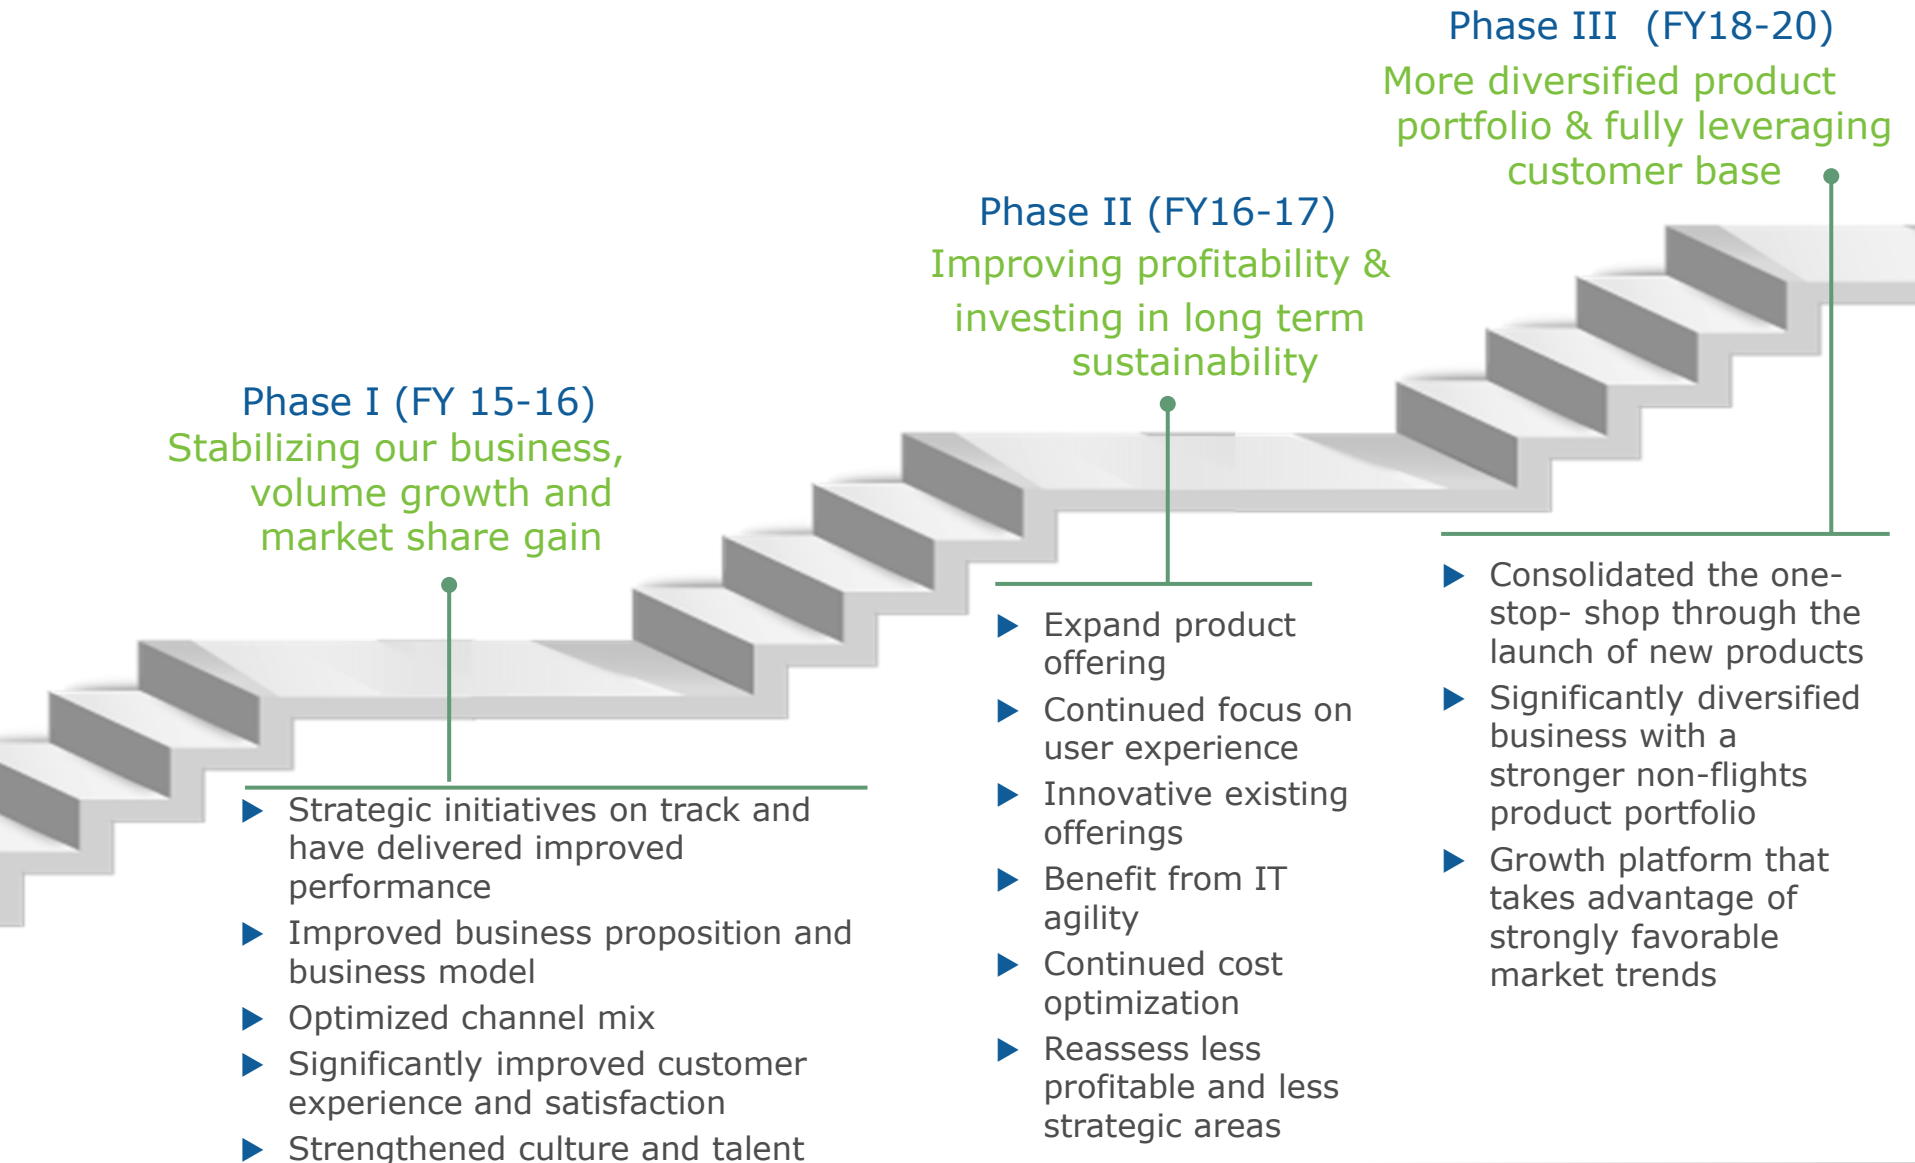 Phase III (FY18-20)
More diversified product
portfolio & fully leveraging
customer base
Phase II (FY16-17)
Improving profitability &
investing in long term
sustainability
Phase I (FY 15-16)
Stabilizing our business,
volume growth and
market share gain
▶ Strategic initiatives on track and
have delivered improved
performance
▶ Improved business proposition and
business model
▶ Optimized channel mix
▶ Significantly improved customer
experience and satisfaction
▶ Strengthened culture and talent
▶ Expand product
offering
▶ Continued focus on
user experience
▶ Innovative existing
offerings
▶ Benefit from IT
agility
▶ Continued cost
optimization
▶ Reassess less
profitable and less
strategic areas
▶ Consolidated the one-
stop- shop through the
launch of new products
▶ Significantly diversified
business with a
stronger non-flights
product portfolio
▶ Growth platform that
takes advantage of
strongly favorable
market trends